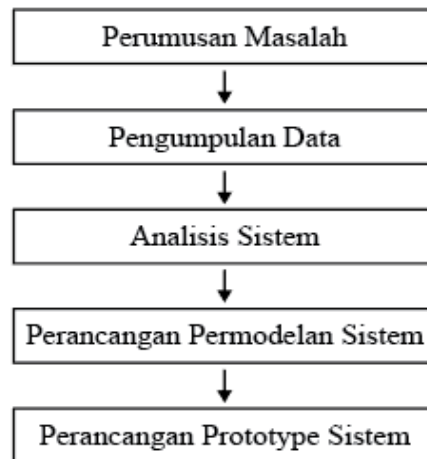 Perumusan Masalah
Pengumpulan Data
Analisis Sistem
Perancangan Permodelan Sistem
Perancangan Prototype Sistem